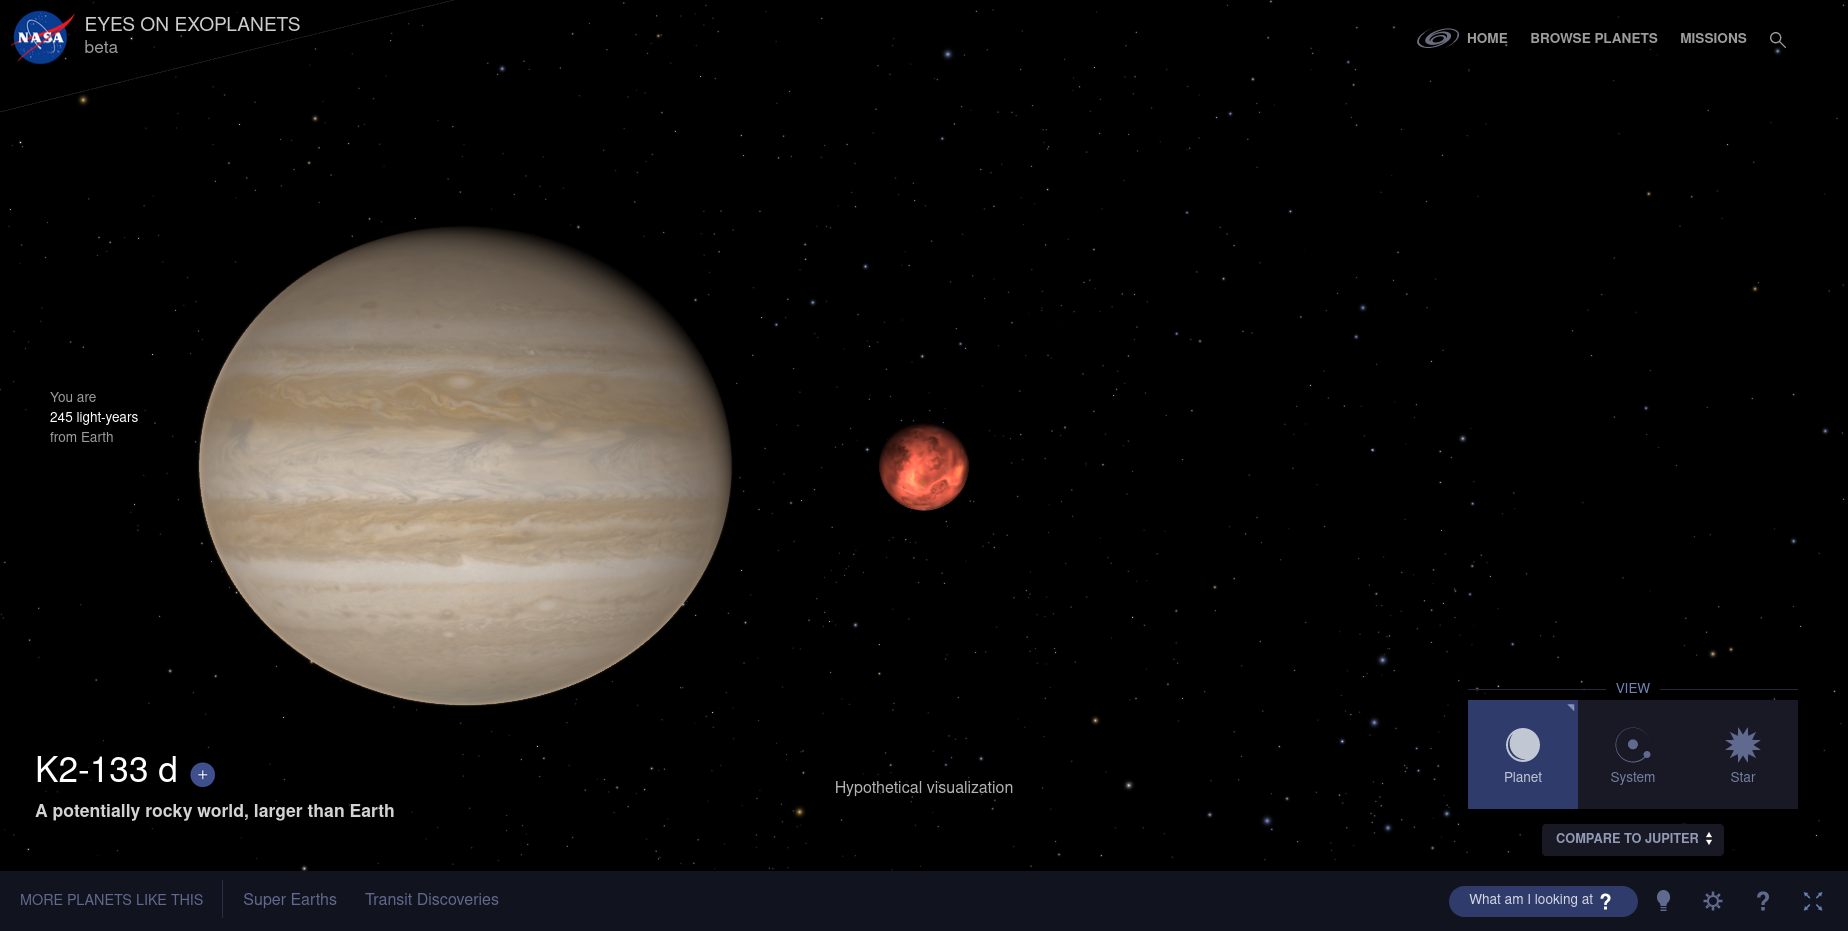 NASA
EYES ON EXOPLANETS
beta
HOME
BROWSE PLANETS
MISSIONS
You are
245 light-years
from Earth
K2-133 d +
A potentially rocky world, larger than Earth
Hypothetical visualization
VIEW
Planet
System
Star
COMPARE TO JUPITER
MORE PLANETS LIKE THIS
Super Earths
Transit Discoveries
What am I looking at ?
?